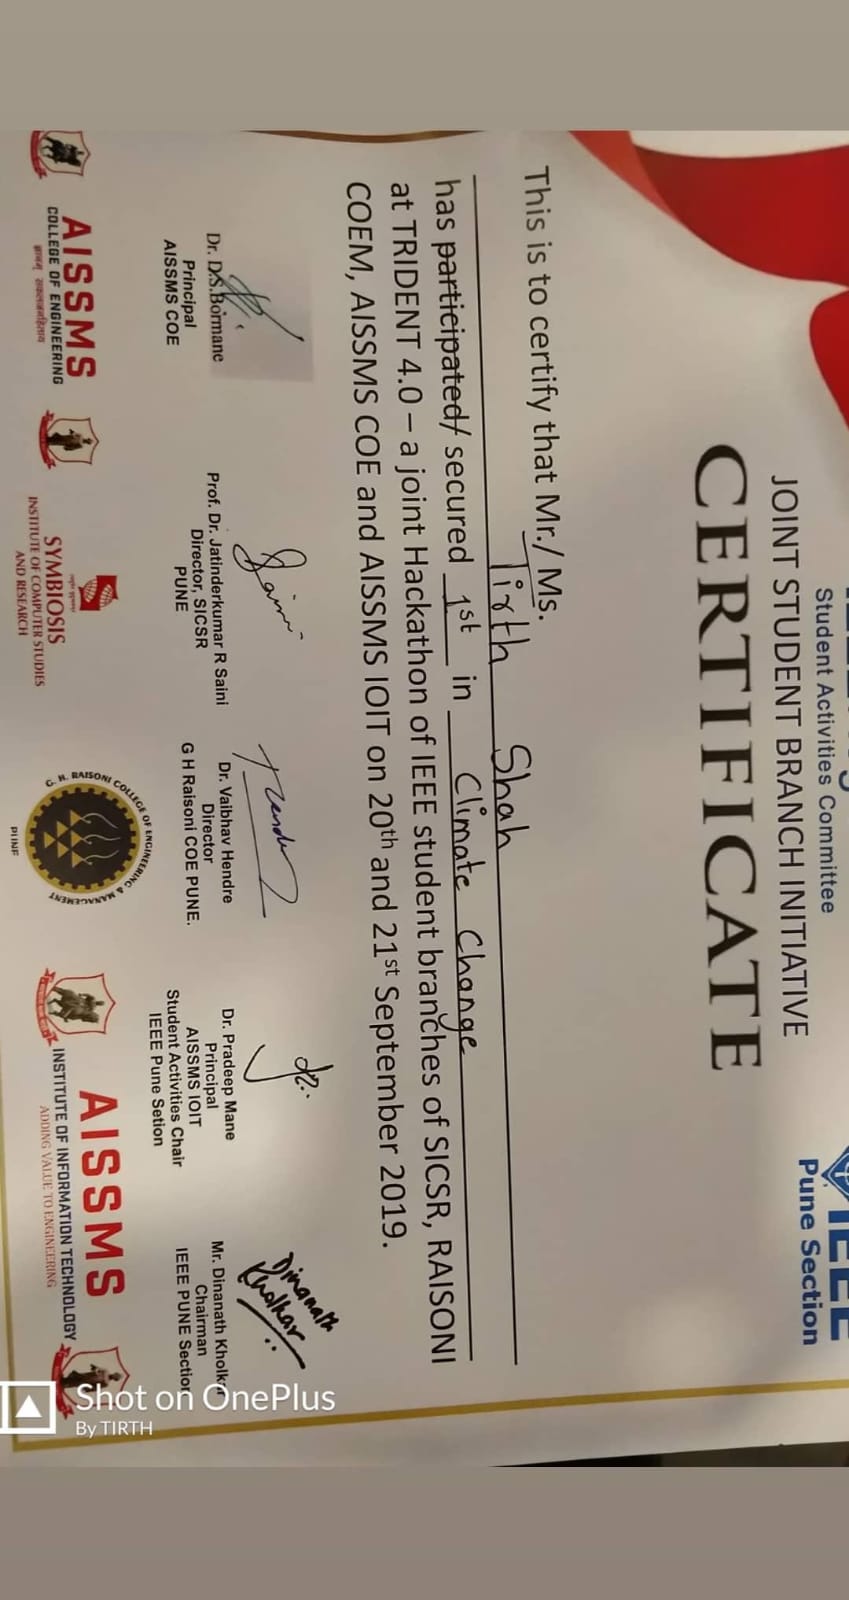 Student Activities Committee
IEEE
Pune Section
JOINT STUDENT BRANCH INITIATIVE
CERTIFICATE
This is to certify that Mr./ Ms.
Tirth Shah
has participated/ secured 1st in Climate Change
at TRIDENT 4.0 – a joint Hackathon of IEEE student branches of SICSR, RAISONI
COEM, AISSMS COE and AISSMS IOIT on 20th and 21st September 2019.
Dinanath
Kholkar
Dr. D.S.Bormane
Principal
AISSMS COE
Prof. Dr. Jatinderkumar R Saini
Director, SICSR
PUNE
Dr. Vaibhav Hendre
Director
G H Raisoni COE PUNE.
Dr. Pradeep Mane
Principal
AISSMS IOIT
Student Activities Chair
IEEE Pune Setion
Mr. Dinanath Kholkar
Chairman
IEEE PUNE Section
AISSMS
COLLEGE OF ENGINEERING
SYMBIOSIS
INSTITUTE OF COMPUTER STUDIES
AND RESEARCH
G. H. RAISONI COLLEGE OF ENGINEERING & MANAGEMENT
PUNE
AISSMS
INSTITUTE OF INFORMATION TECHNOLOGY
ADDING VALUE TO ENGINEERING
Shot on OnePlus
By TIRTH